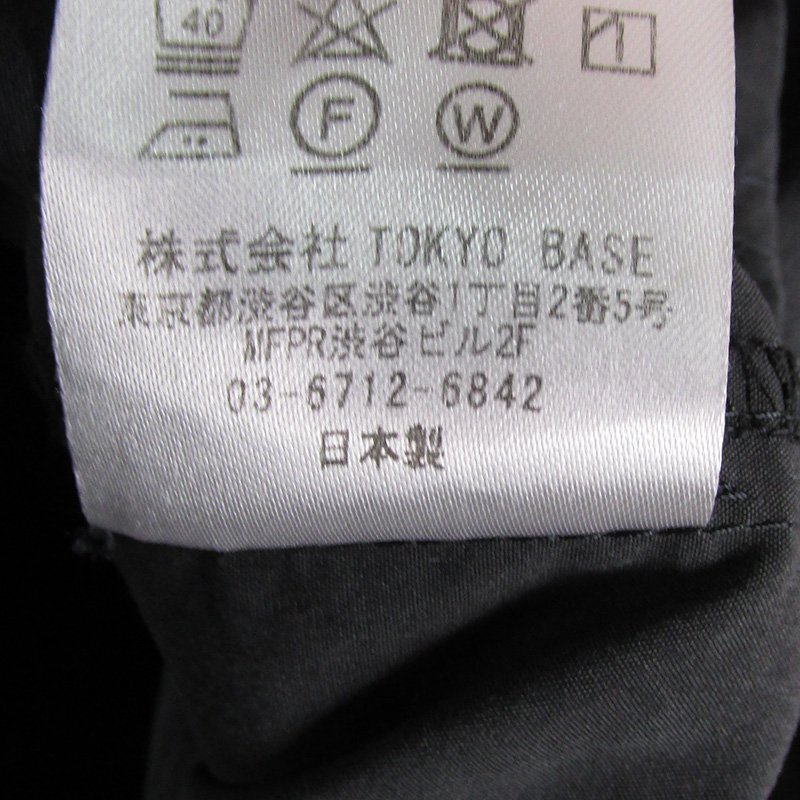 40
F W
株式会社 TOKYO BASE
東京都渋谷区渋谷1丁目2番5号
MFPR渋谷ビル2F
03-6712-6842
日本製